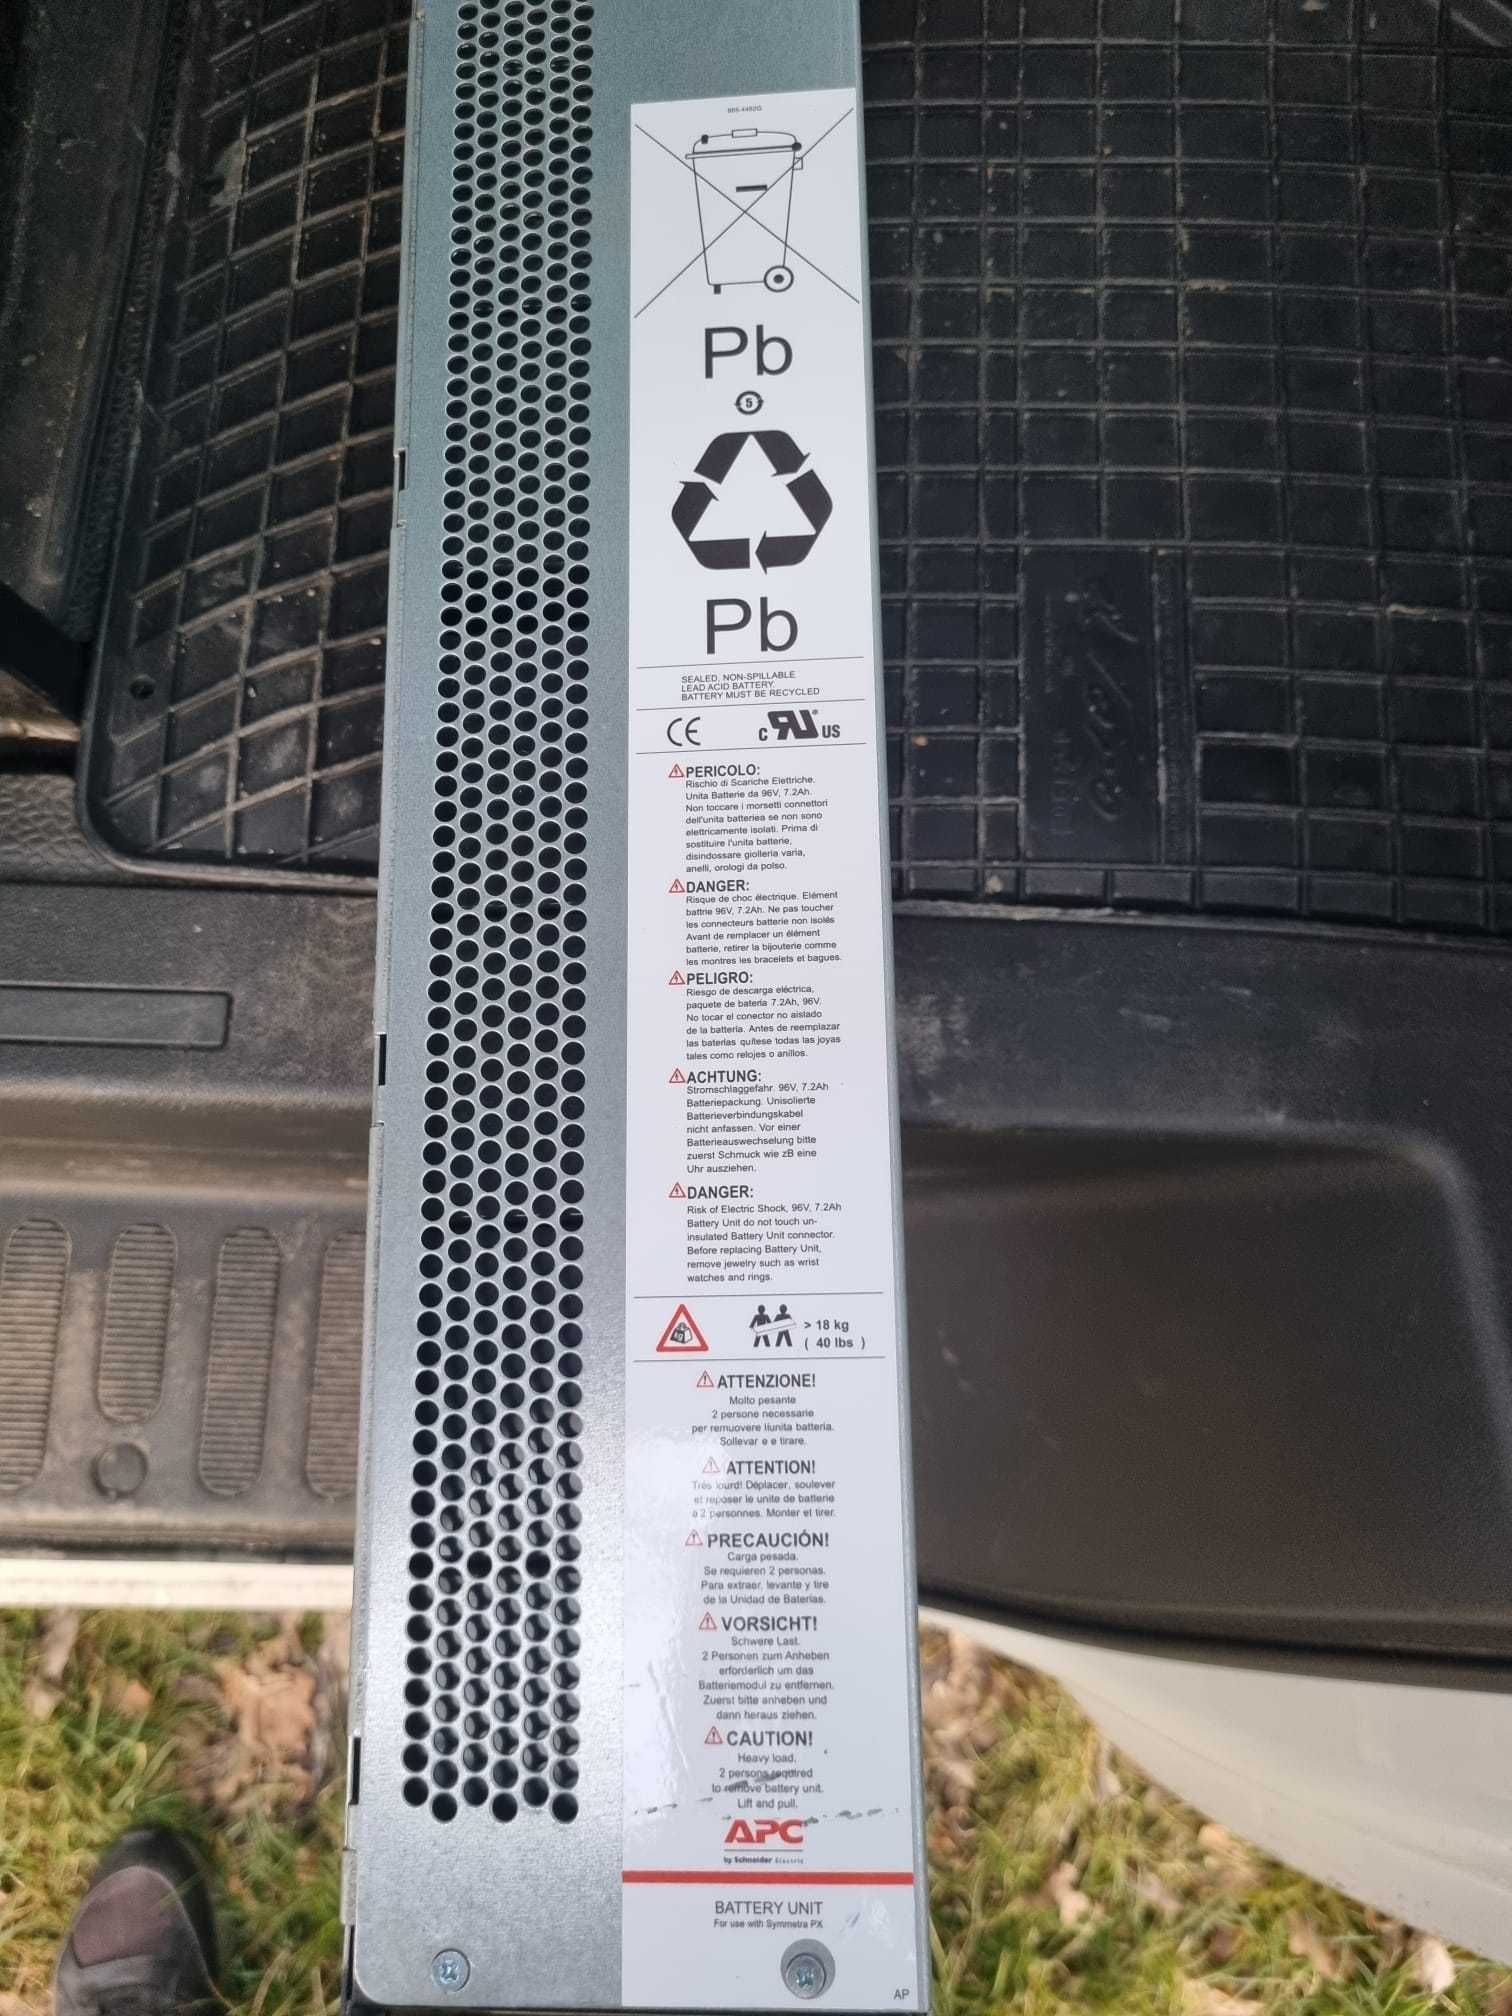 Pb
5
Pb
SEALED, NON-SPILLABLE
LEAD ACID BATTERY
BATTERY MUST BE RECYCLED
CE
c RU US
PERICOLO:
Rischio di Scariche Elettriche.
Unita Batterie da 96V, 7.2Ah.
Non toccare i morsetti connettori
dell'unita batteriea se non sono
elettricamente isolati. Prima di
sostituire l'unita batterie,
disindossare giolleria varia,
anelli, orologi da polso.
DANGER:
Risque de choc électrique. Elément
battrie 96V, 7.2Ah. Ne pas toucher
les connecteurs batterie non isolés
Avant de remplacer un élément
batterie, retirer la bijouterie comme
les montres les bracelets et bagues.
PELIGRO:
Riesgo de descarga eléctrica,
paquete de bateria 7.2Ah, 96V.
No tocar el conector no aislado
de la bateria. Antes de reemplazar
las baterias quitese todas las joyas
tales como relojes o anillos.
ACHTUNG:
Stromschlaggefahr. 96V, 7.2Ah
Batteriepackung. Unisolierte
Batterieverbindungskabel
nicht anfassen. Vor einer
Batterieauswechselung bitte
zuerst Schmuck wie zB eine
Uhr ausziehen.
DANGER:
Risk of Electric Shock, 96V, 7.2Ah
Battery Unit do not touch un-
insulated Battery Unit connector.
Before replacing Battery Unit,
remove jewelry such as wrist
watches and rings.
kg
> 18 kg
( 40 lbs )
ATTENZIONE!
Molto pesante
2 persone necessarie
per remuovere líunita batteria.
Sollevar e e tirare.
ATTENTION!
Trés lourd! Déplacer, soulever
et reposer le unite de batterie
a 2 personnes. Monter et tirer.
PRECAUCIÓN!
Carga pesada.
Se requieren 2 personas.
Para extraer, levante y tire
de la Unidad de Baterias.
VORSICHT!
Schwere Last.
2 Personen zum Anheben
erforderlich um das
Batteriemodul zu entfernen.
Zuerst bitte anheben und
dann heraus ziehen.
CAUTION!
Heavy load.
2 persons required
to remove battery unit.
Lift and pull.
APC
by Schneider Electric
BATTERY UNIT
For use with Symmetra PX
AP